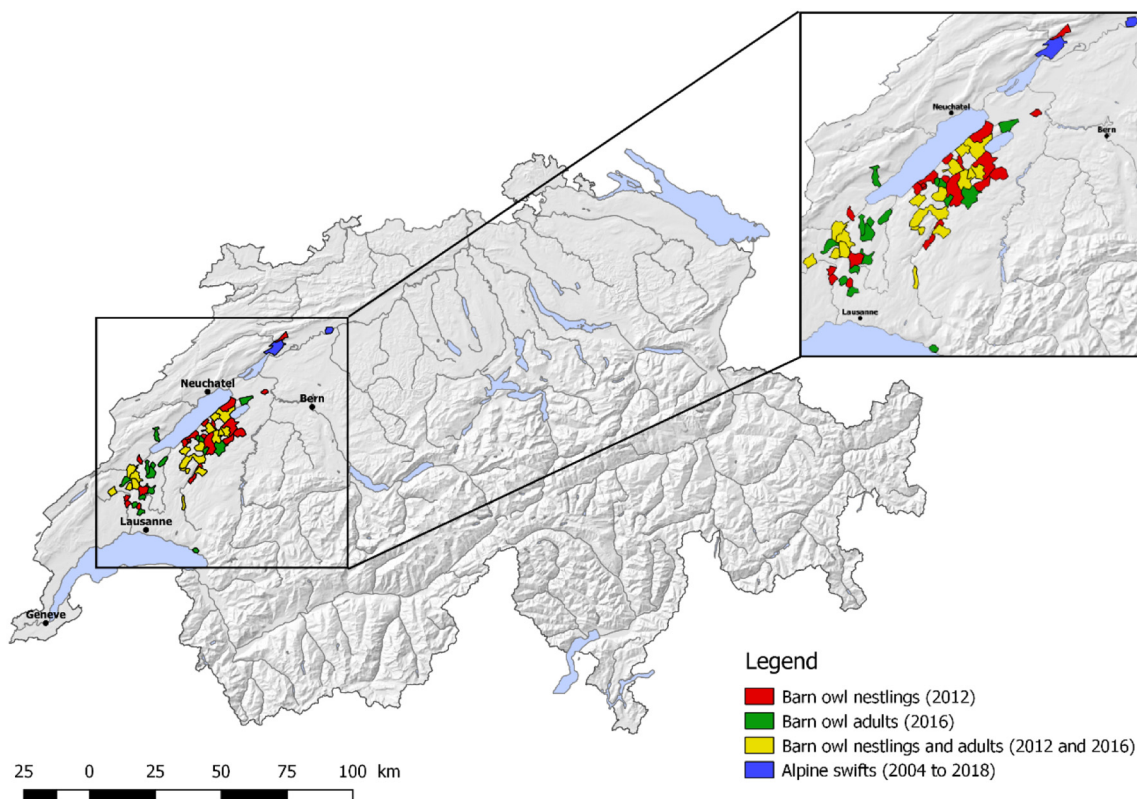 Neuchatel
Bern
Lausanne
Neuchatel
Bern
Lausanne
Geneve
Legend
Barn owl nestlings (2012)
Barn owl adults (2016)
Barn owl nestlings and adults (2012 and 2016)
Alpine swifts (2004 to 2018)
25 0 25 50 75 100 km